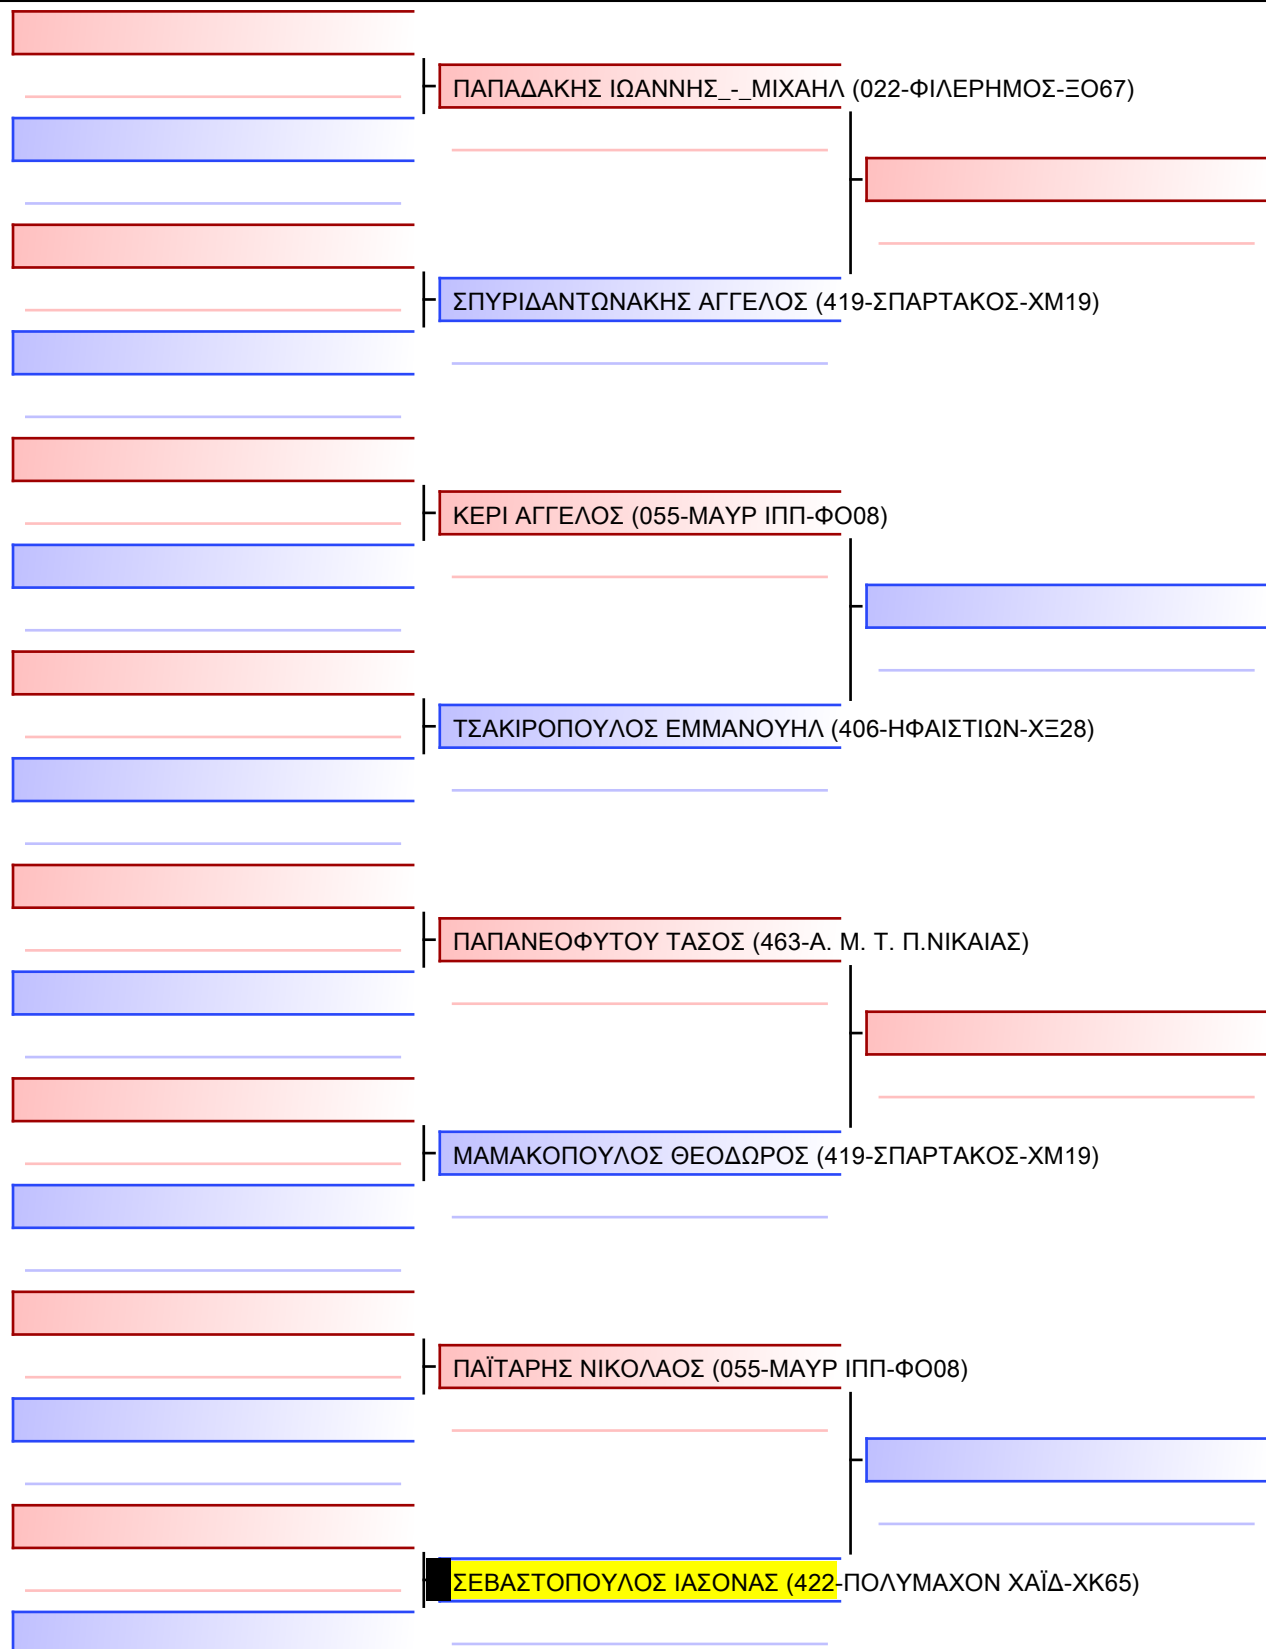 ΠΑΠΑΔΑΚΗΣ ΙΩΑΝΝΗΣ_-_ΜΙΧΑΗΛ (022-ΦΙΛΕΡΗΜΟΣ-ΞΟ67)
ΣΠΥΡΙΔΑΝΤΩΝΑΚΗΣ ΑΓΓΕΛΟΣ (419-ΣΠΑΡΤΑΚΟΣ-ΧΜ19)
ΚΕΡΙ ΑΓΓΕΛΟΣ (055-ΜΑΥΡ ΙΠΠ-ΦΟ08)
ΤΣΑΚΙΡΟΠΟΥΛΟΣ ΕΜΜΑΝΟΥΗΛ (406-ΗΦΑΙΣΤΙΩΝ-ΧΞ28)
ΠΑΠΑΝΕΟΦΥΤΟΥ ΤΑΣΟΣ (463-Α. Μ. Τ. Π.ΝΙΚΑΙΑΣ)
ΜΑΜΑΚΟΠΟΥΛΟΣ ΘΕΟΔΩΡΟΣ (419-ΣΠΑΡΤΑΚΟΣ-ΧΜ19)
ΠΑΪΤΑΡΗΣ ΝΙΚΟΛΑΟΣ (055-ΜΑΥΡ ΙΠΠ-ΦΟ08)
ΣΕΒΑΣΤΟΠΟΥΛΟΣ ΙΑΣΟΝΑΣ (422-ΠΟΛΥΜΑΧΟΝ ΧΑΪΔ-ΧΚ65)